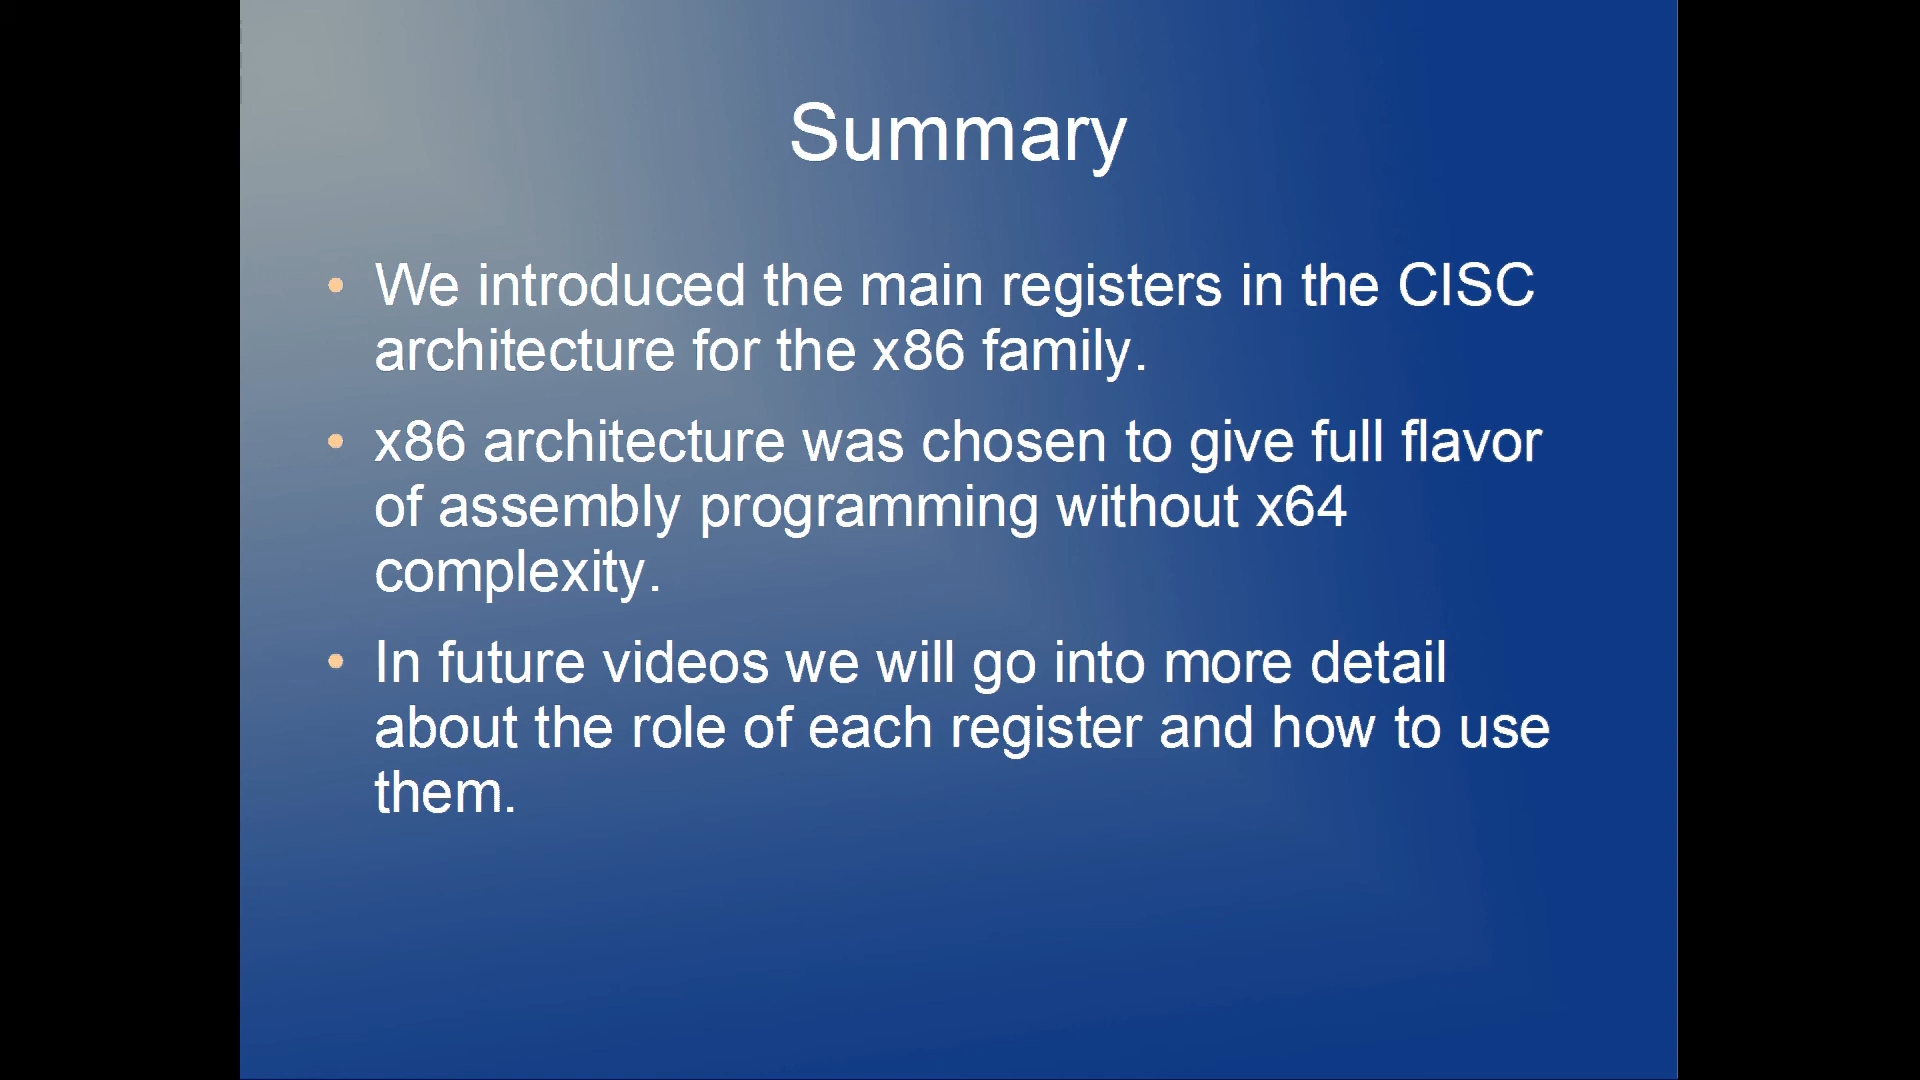 Summary
We introduced the main registers in the CISC
architecture for the x86 family.
x86 architecture was chosen to give full flavor
of assembly programming without x64
complexity.
In future videos we will go into more detail
about the role of each register and how to use
them.